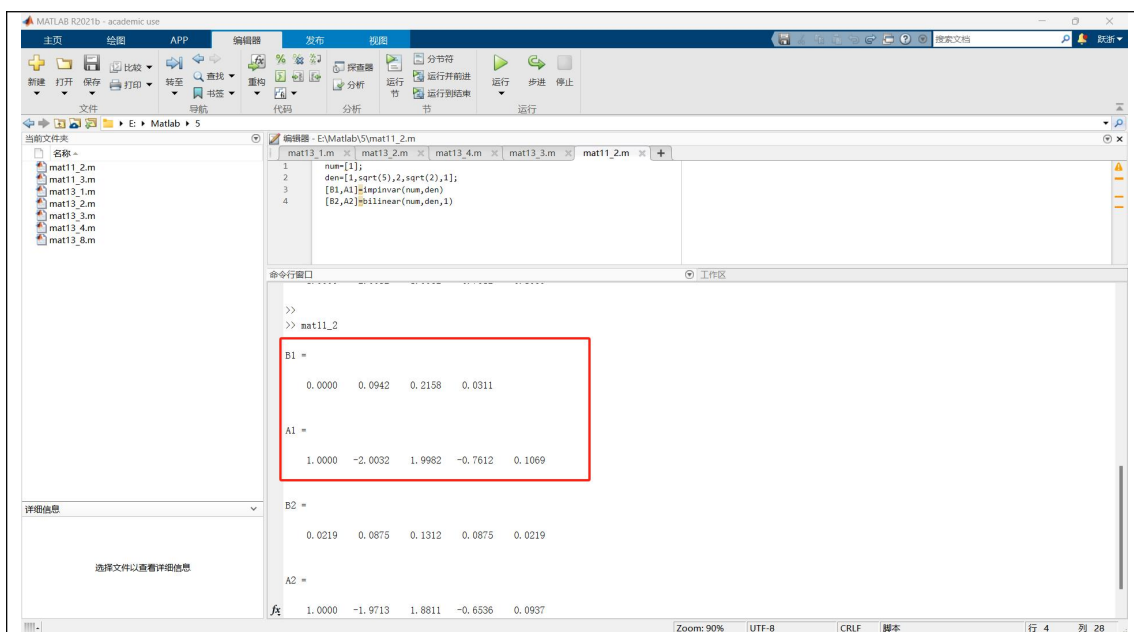 MATLAB R2021b - academic use
主页 绘图 APP 编辑器 发布 视图 搜索文档 跃浙
新建 打开 保存 比较 打印 转至 查找 书签 重构 探查器 分析 运行节 分节符 运行并前进 运行到结束 运行 步进 停止
文件 导航 代码 分析 节 运行
E: Matlab 5
当前文件夹
名称
mat11_2.m
mat11_3.m
mat13_1.m
mat13_2.m
mat13_3.m
mat13_4.m
mat13_8.m
详细信息
选择文件以查看详细信息
编辑器 - E:\Matlab\5\mat11_2.m
mat13_1.m mat13_2.m mat13_4.m mat13_3.m mat11_2.m
1 num=[1];
2 den=[1,sqrt(5),2,sqrt(2),1];
3 [B1,A1]=impinvar(num,den)
4 [B2,A2]=bilinear(num,den,1)
命令行窗口
工作区
>>
>> mat11_2
B1 =
0.0000 0.0942 0.2158 0.0311
A1 =
1.0000 -2.0032 1.9982 -0.7612 0.1069
B2 =
0.0219 0.0875 0.1312 0.0875 0.0219
A2 =
fx 1.0000 -1.9713 1.8811 -0.6536 0.0937
Zoom: 90% UTF-8 CRLF 脚本 行 4 列 28